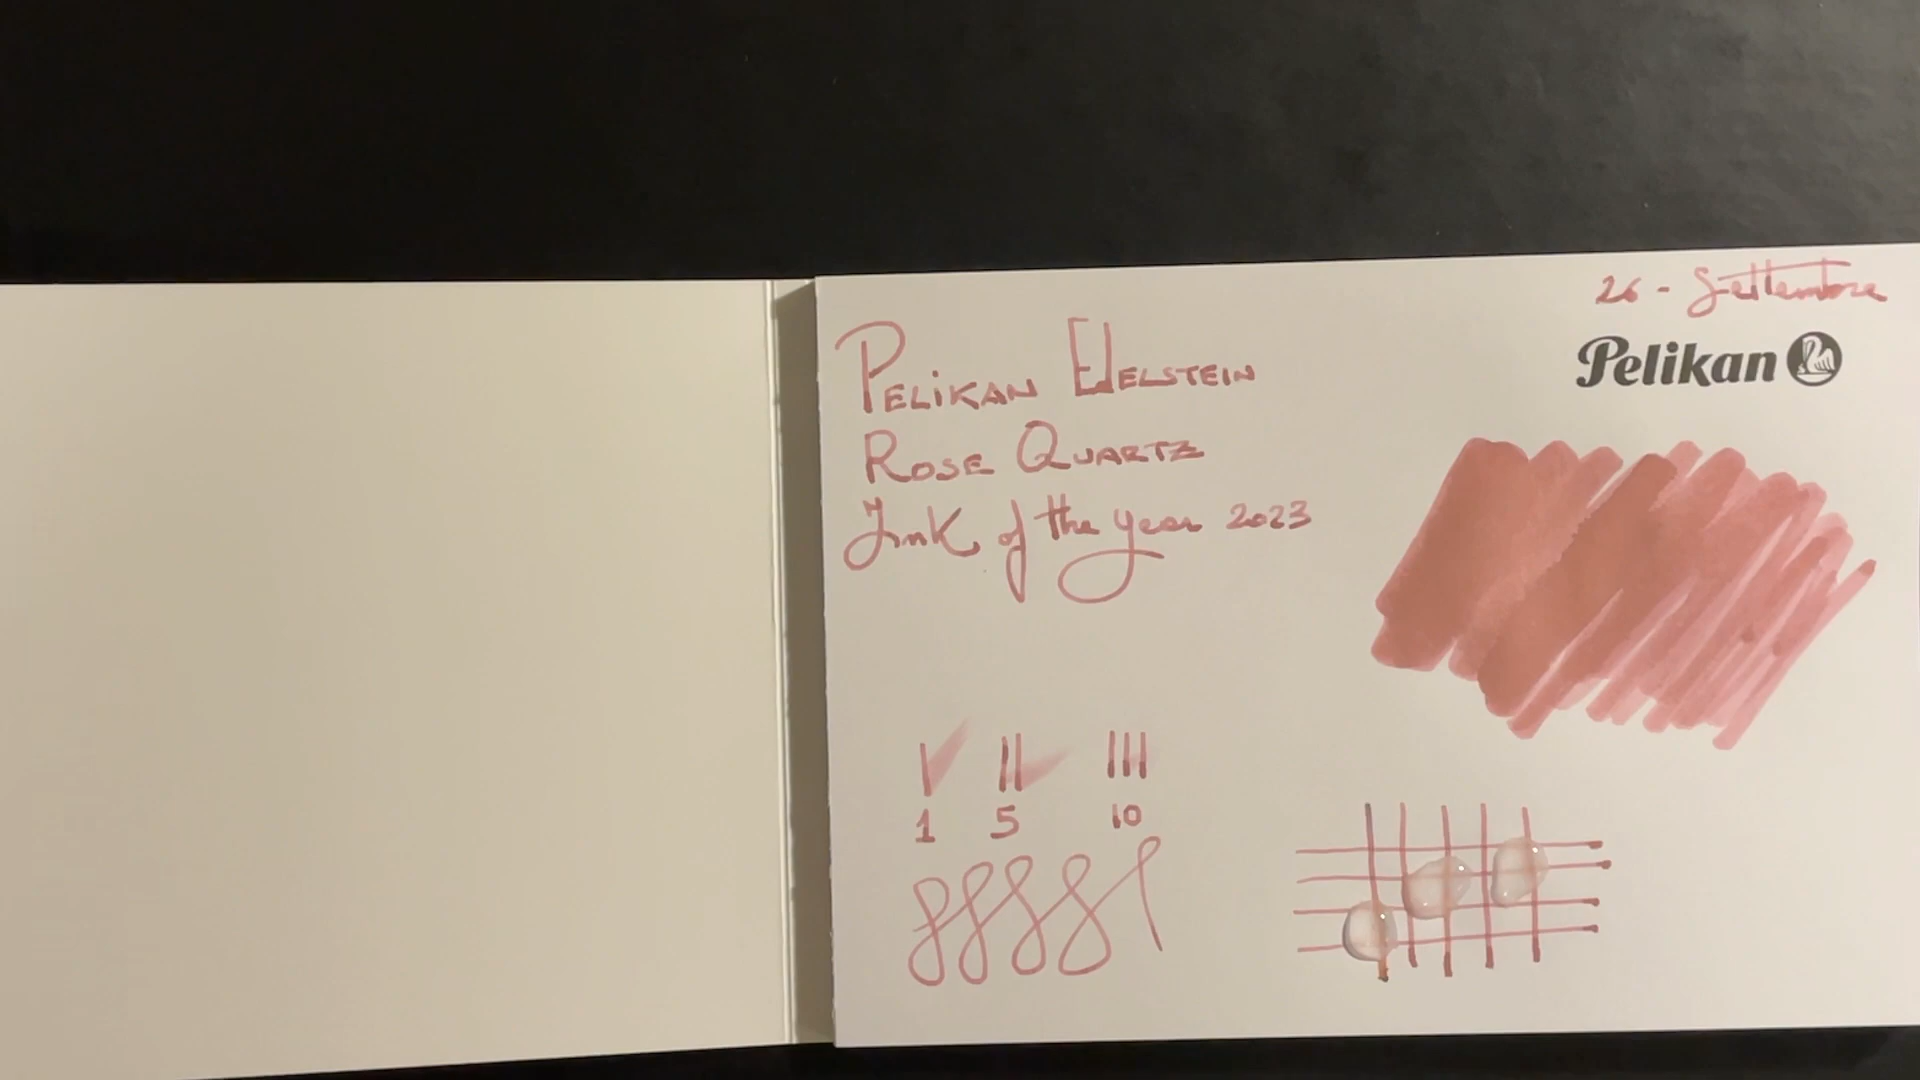 26 - Settembre
Pelikan
PELiKAN EdELSTEIN
ROSE QUARTZ
Ink of the year 2023
1 5 10